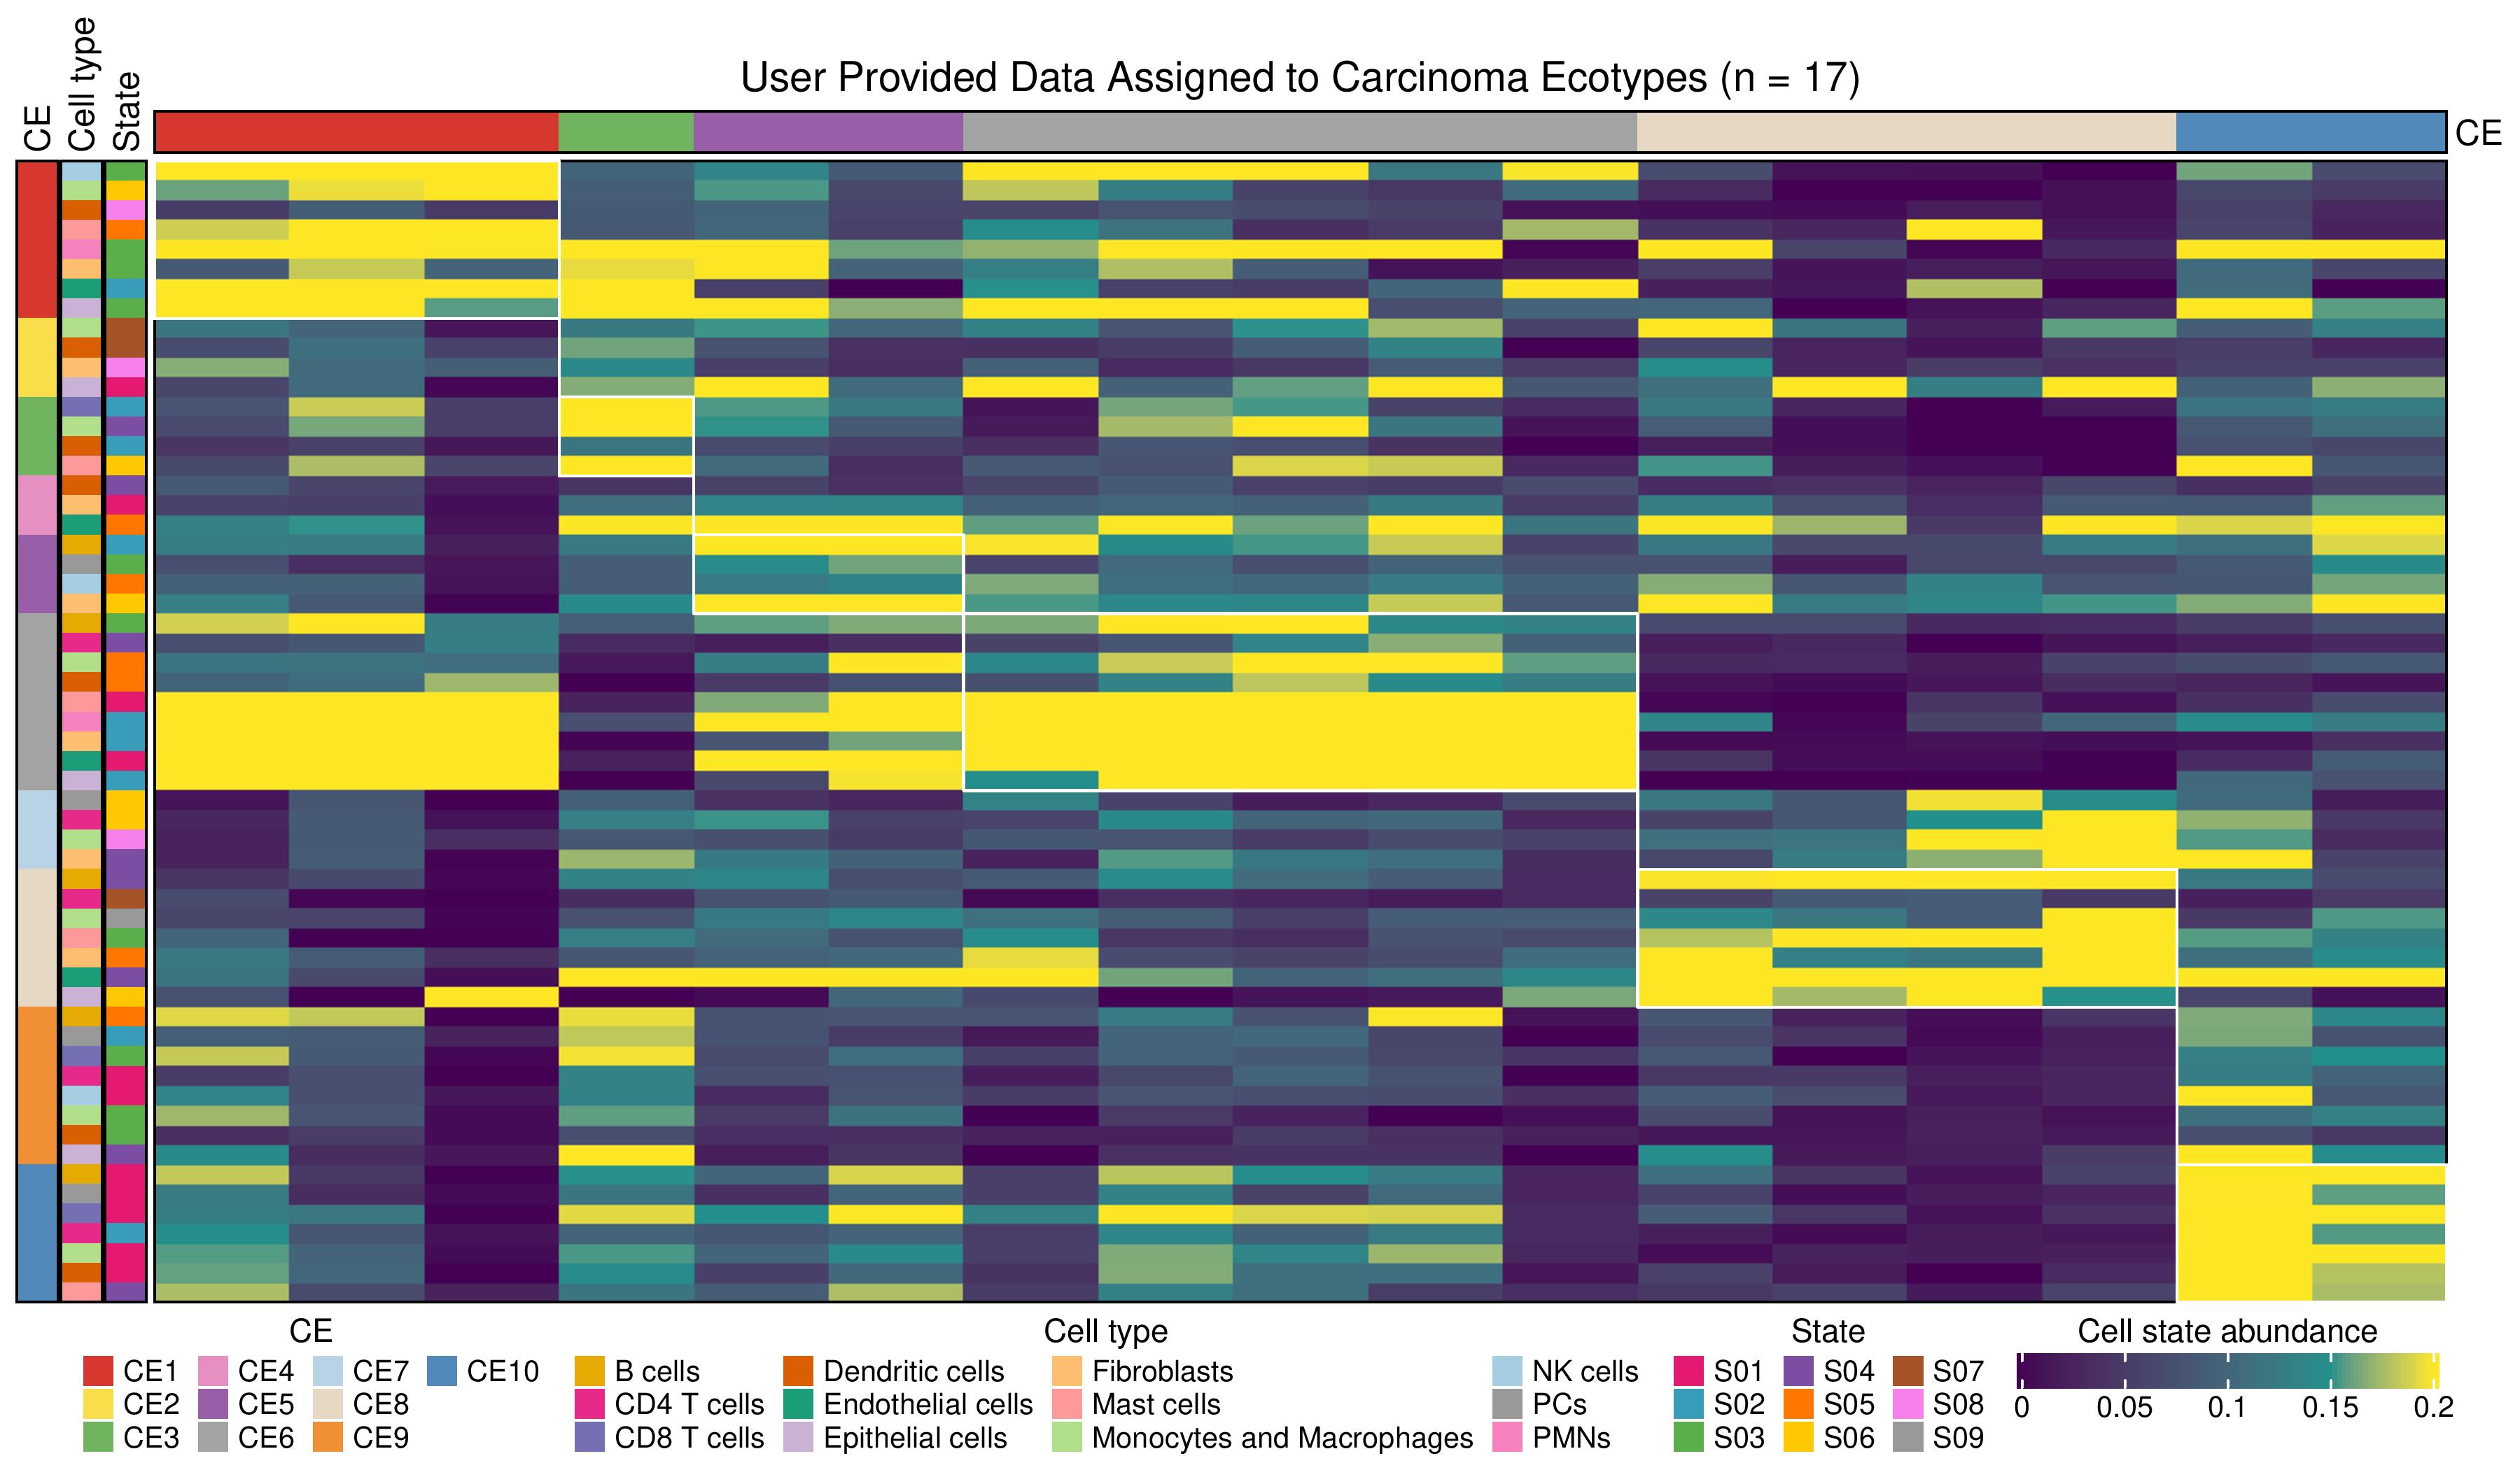 User Provided Data Assigned to Carcinoma Ecotypes (n = 17)
CE
Cell type
State
CE
CE
CE1 CE4 CE7 CE10
CE2 CE5 CE8
CE3 CE6 CE9
Cell type
B cells Dendritic cells Fibroblasts NK cells
CD4 T cells Endothelial cells Mast cells PCs
CD8 T cells Epithelial cells Monocytes and Macrophages PMNs
State
S01 S04 S07
S02 S05 S08
S03 S06 S09
Cell state abundance
0 0.05 0.1 0.15 0.2